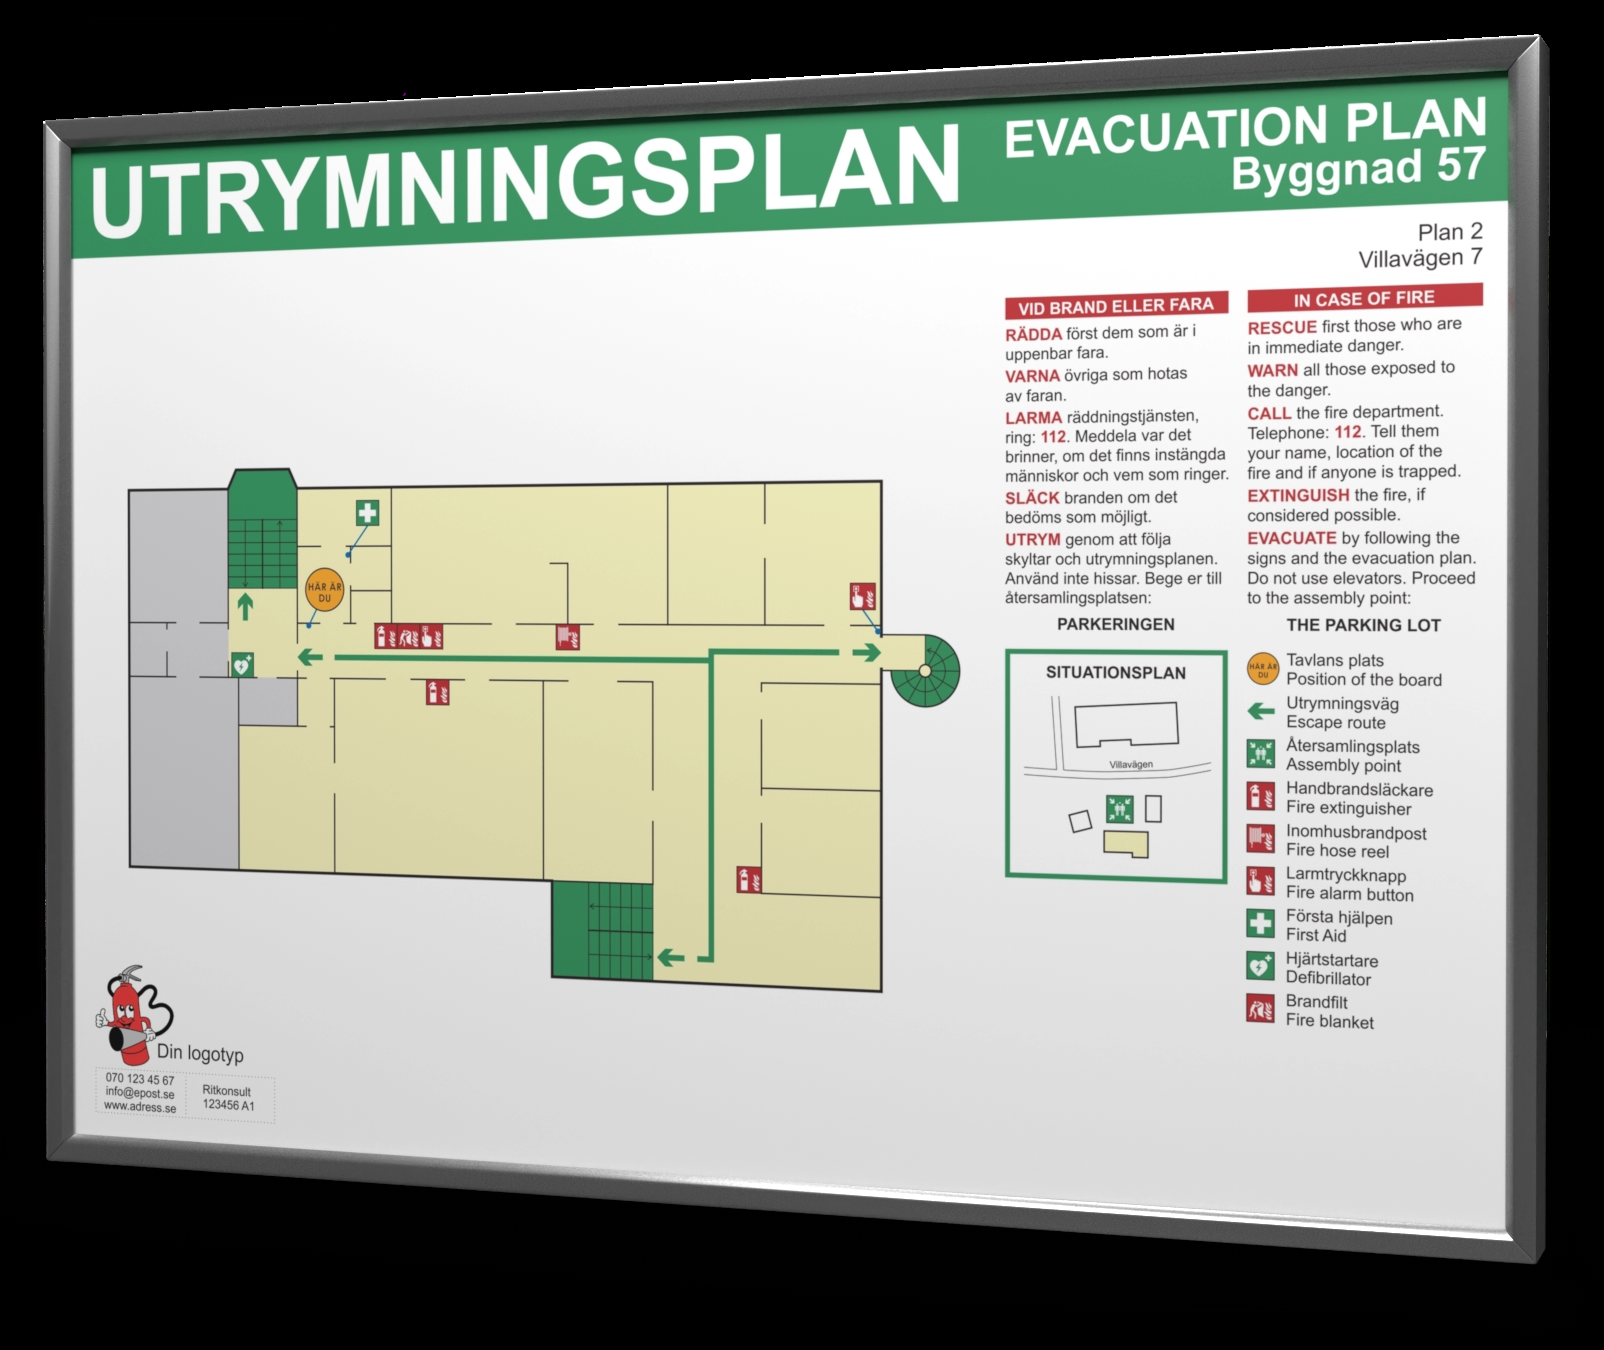 UTRYMNINGSPLAN
EVACUATION PLAN
Byggnad 57
Plan 2
Villavägen 7
VID BRAND ELLER FARA
RÄDDA först dem som är i
uppenbar fara.
VARNA övriga som hotas
av faran.
LARMA räddningstjänsten,
ring: 112. Meddela var det
brinner, om det finns instängda
människor och vem som ringer.
SLÄCK branden om det
bedöms som möjligt.
UTRYM genom att följa
skyltar och utrymningsplanen.
Använd inte hissar. Bege er till
återsamlingsplatsen:
PARKERINGEN
IN CASE OF FIRE
RESCUE first those who are
in immediate danger.
WARN all those exposed to
the danger.
CALL the fire department.
Telephone: 112. Tell them
your name, location of the
fire and if anyone is trapped.
EXTINGUISH the fire, if
considered possible.
EVACUATE by following the
signs and the evacuation plan.
Do not use elevators. Proceed
to the assembly point:
THE PARKING LOT
HÄR ÄR
DU
SITUATIONSPLAN
Villavägen
HÄR ÄR
DU
Tavlans plats
Position of the board
Utrymningsväg
Escape route
Återsamlingsplats
Assembly point
Handbrandsläckare
Fire extinguisher
Inomhusbrandpost
Fire hose reel
Larmtryckknapp
Fire alarm button
Första hjälpen
First Aid
Hjärtstartare
Defibrillator
Brandfilt
Fire blanket
Din logotyp
070 123 45 67
info@epost.se
www.adress.se
Ritkonsult
123456 A1